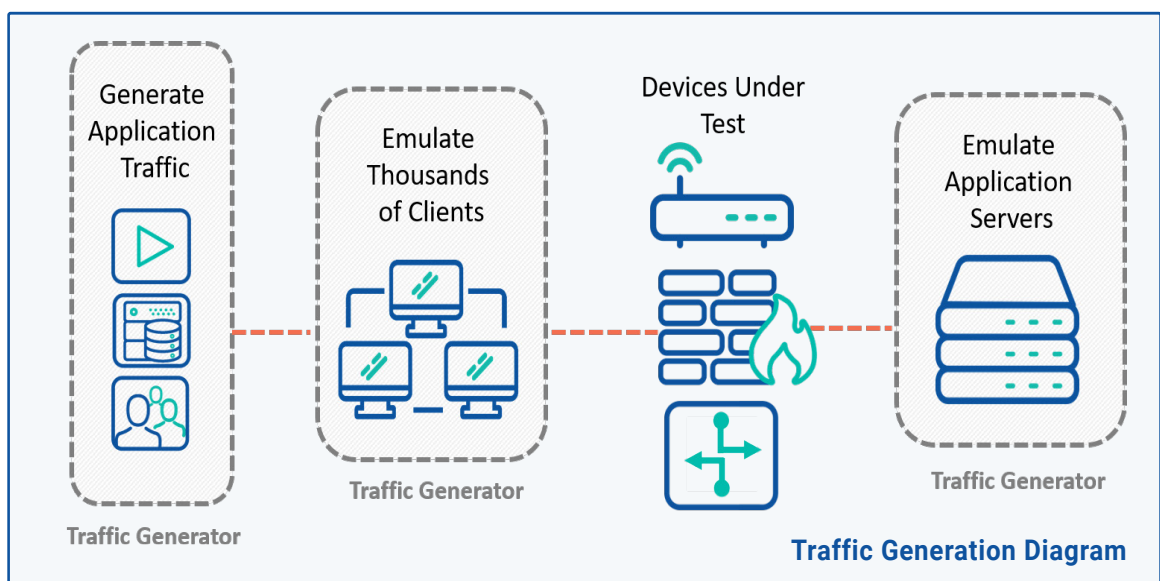 Generate
Application
Traffic
Traffic Generator
Emulate
Thousands
of Clients
Traffic Generator
Devices Under
Test
Emulate
Application
Servers
Traffic Generator
Traffic Generation Diagram